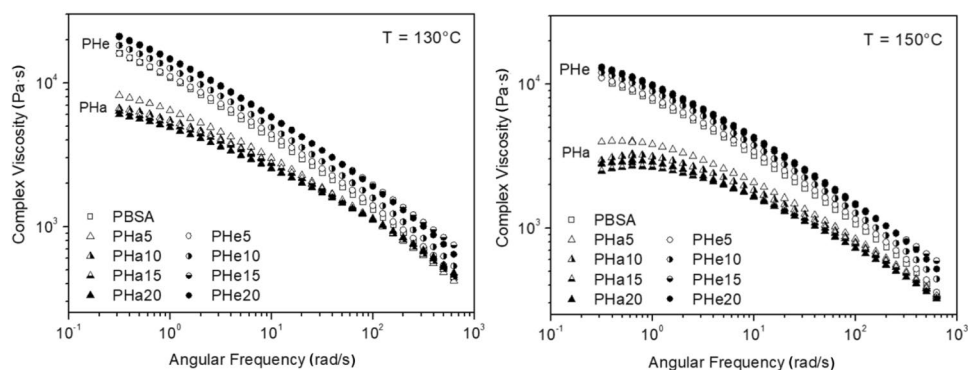 T = 130°C
PHe
PHa
10⁴
10³
Complex Viscosity (Pa·s)
PBSA
PHa5 PHe5
PHa10 PHe10
PHa15 PHe15
PHa20 PHe20
10⁻¹ 10⁰ 10¹ 10² 10³
Angular Frequency (rad/s)
T = 150°C
PHe
PHa
10⁴
10³
Complex Viscosity (Pa·s)
PBSA
PHa5 PHe5
PHa10 PHe10
PHa15 PHe15
PHa20 PHe20
10⁻¹ 10⁰ 10¹ 10² 10³
Angular Frequency (rad/s)